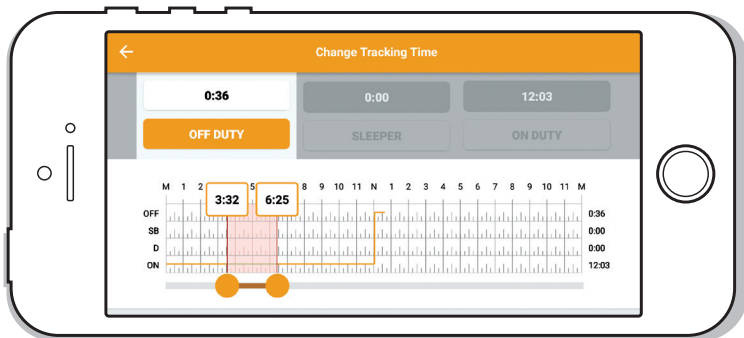 Change Tracking Time
0:36 0:00 12:03
OFF DUTY SLEEPER ON DUTY
M 1 2 5 8 9 10 11 N 1 2 3 4 5 6 7 8 9 10 11 M
3:32 6:25
OFF 0:36
SB 0:00
D 0:00
ON 12:03